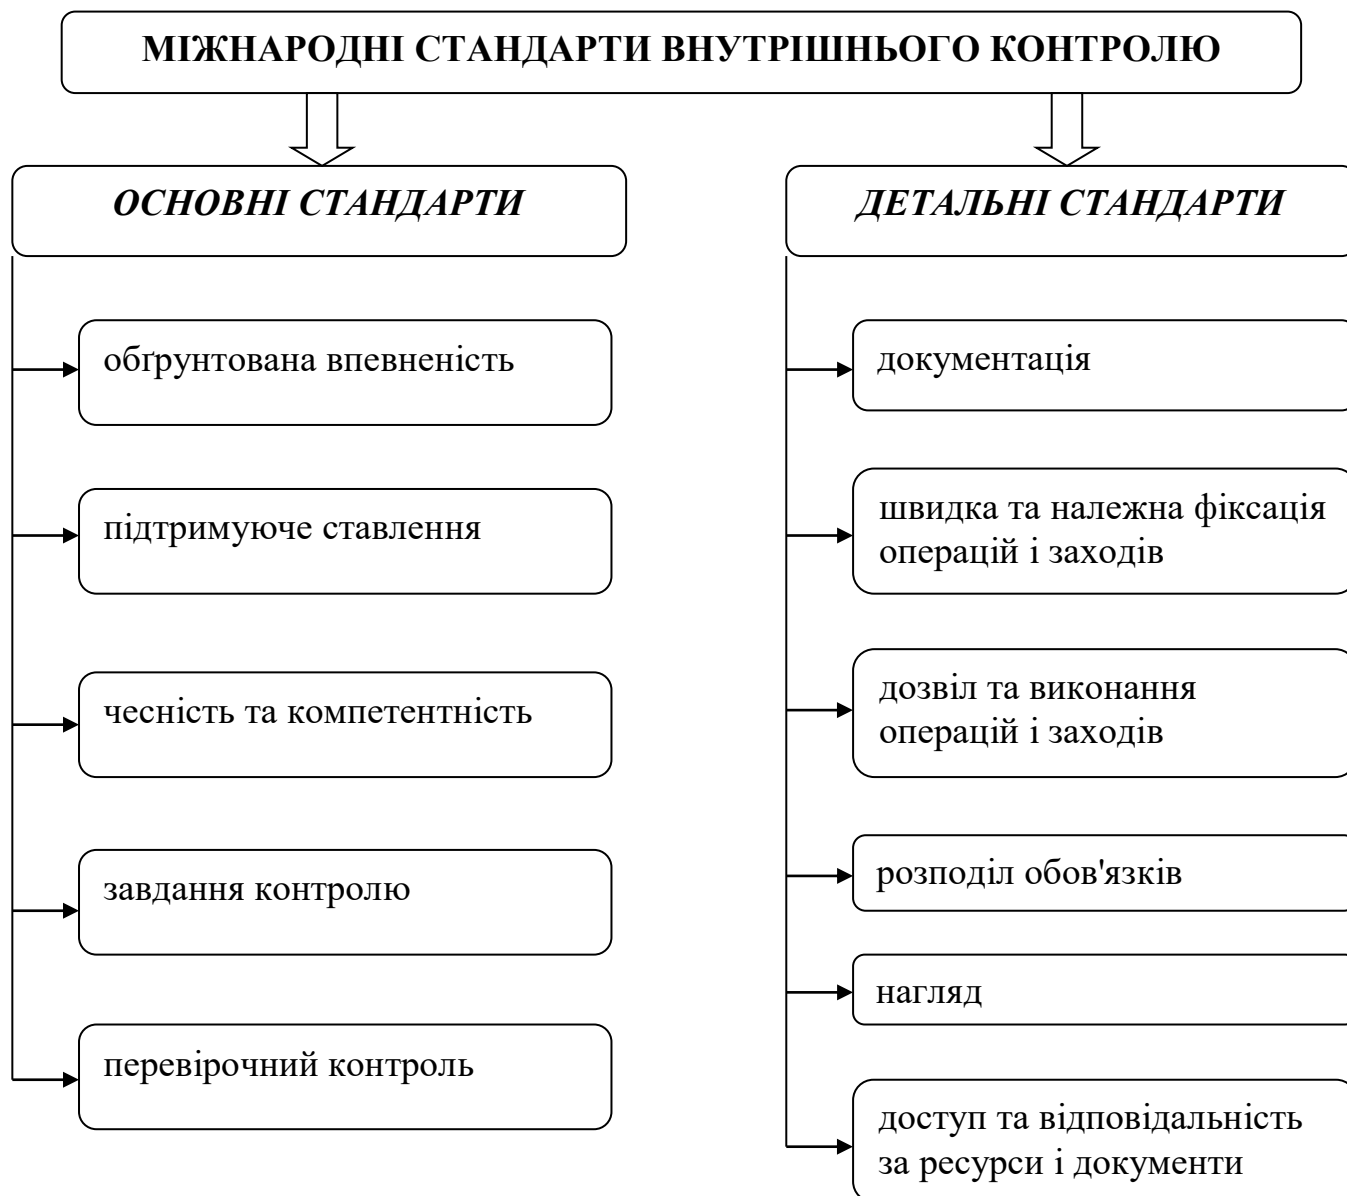 МІЖНАРОДНІ СТАНДАРТИ ВНУТРІШНЬОГО КОНТРОЛЮ
ОСНОВНІ СТАНДАРТИ
обґрунтована впевненість
підтримуюче ставлення
чесність та компетентність
завдання контролю
перевірочний контроль
ДЕТАЛЬНІ СТАНДАРТИ
документація
швидка та належна фіксація
операцій і заходів
дозвіл та виконання
операцій і заходів
розподіл обов'язків
нагляд
доступ та відповідальність
за ресурси і документи